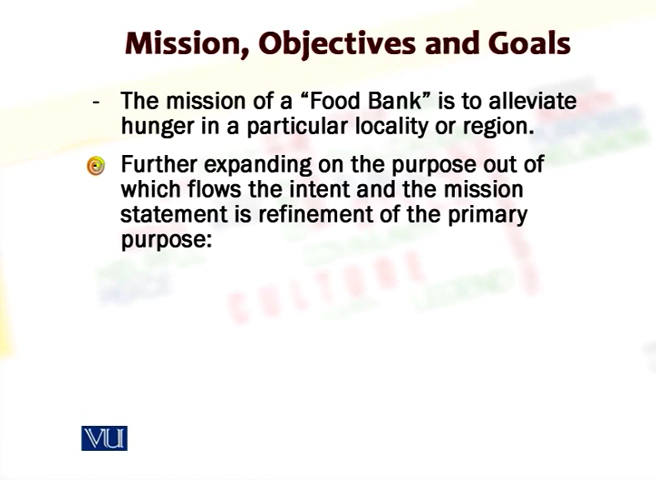 Mission, Objectives and Goals
- The mission of a “Food Bank” is to alleviate
hunger in a particular locality or region.
Further expanding on the purpose out of
which flows the intent and the mission
statement is refinement of the primary
purpose:
CULTURE
LEGEND
VU